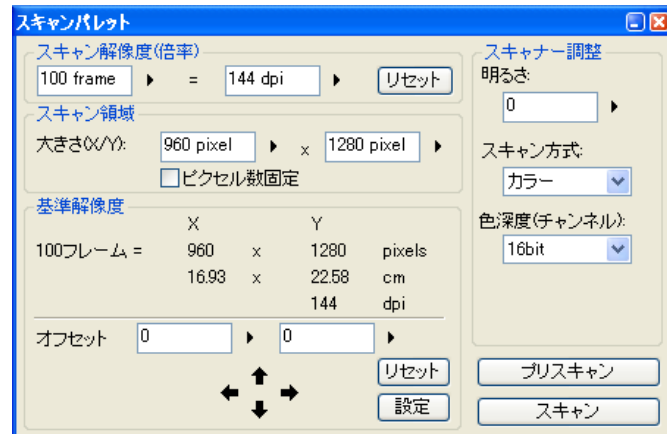 スキャンパレット
スキャン解像度(倍率)
100 frame = 144 dpi リセット
スキャン領域
大きさ(X/Y): 960 pixel x 1280 pixel
ピクセル数固定
基準解像度
X Y
100フレーム = 960 x 1280 pixels
16.93 x 22.58 cm
144 dpi
オフセット 0 0
リセット
設定
スキャナー調整
明るさ:
0
スキャン方式:
カラー
色深度(チャンネル):
16bit
プリスキャン
スキャン